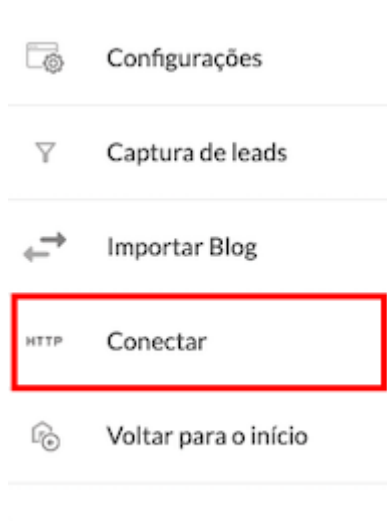 Configurações
Captura de leads
Importar Blog
HTTP Conectar
Voltar para o início